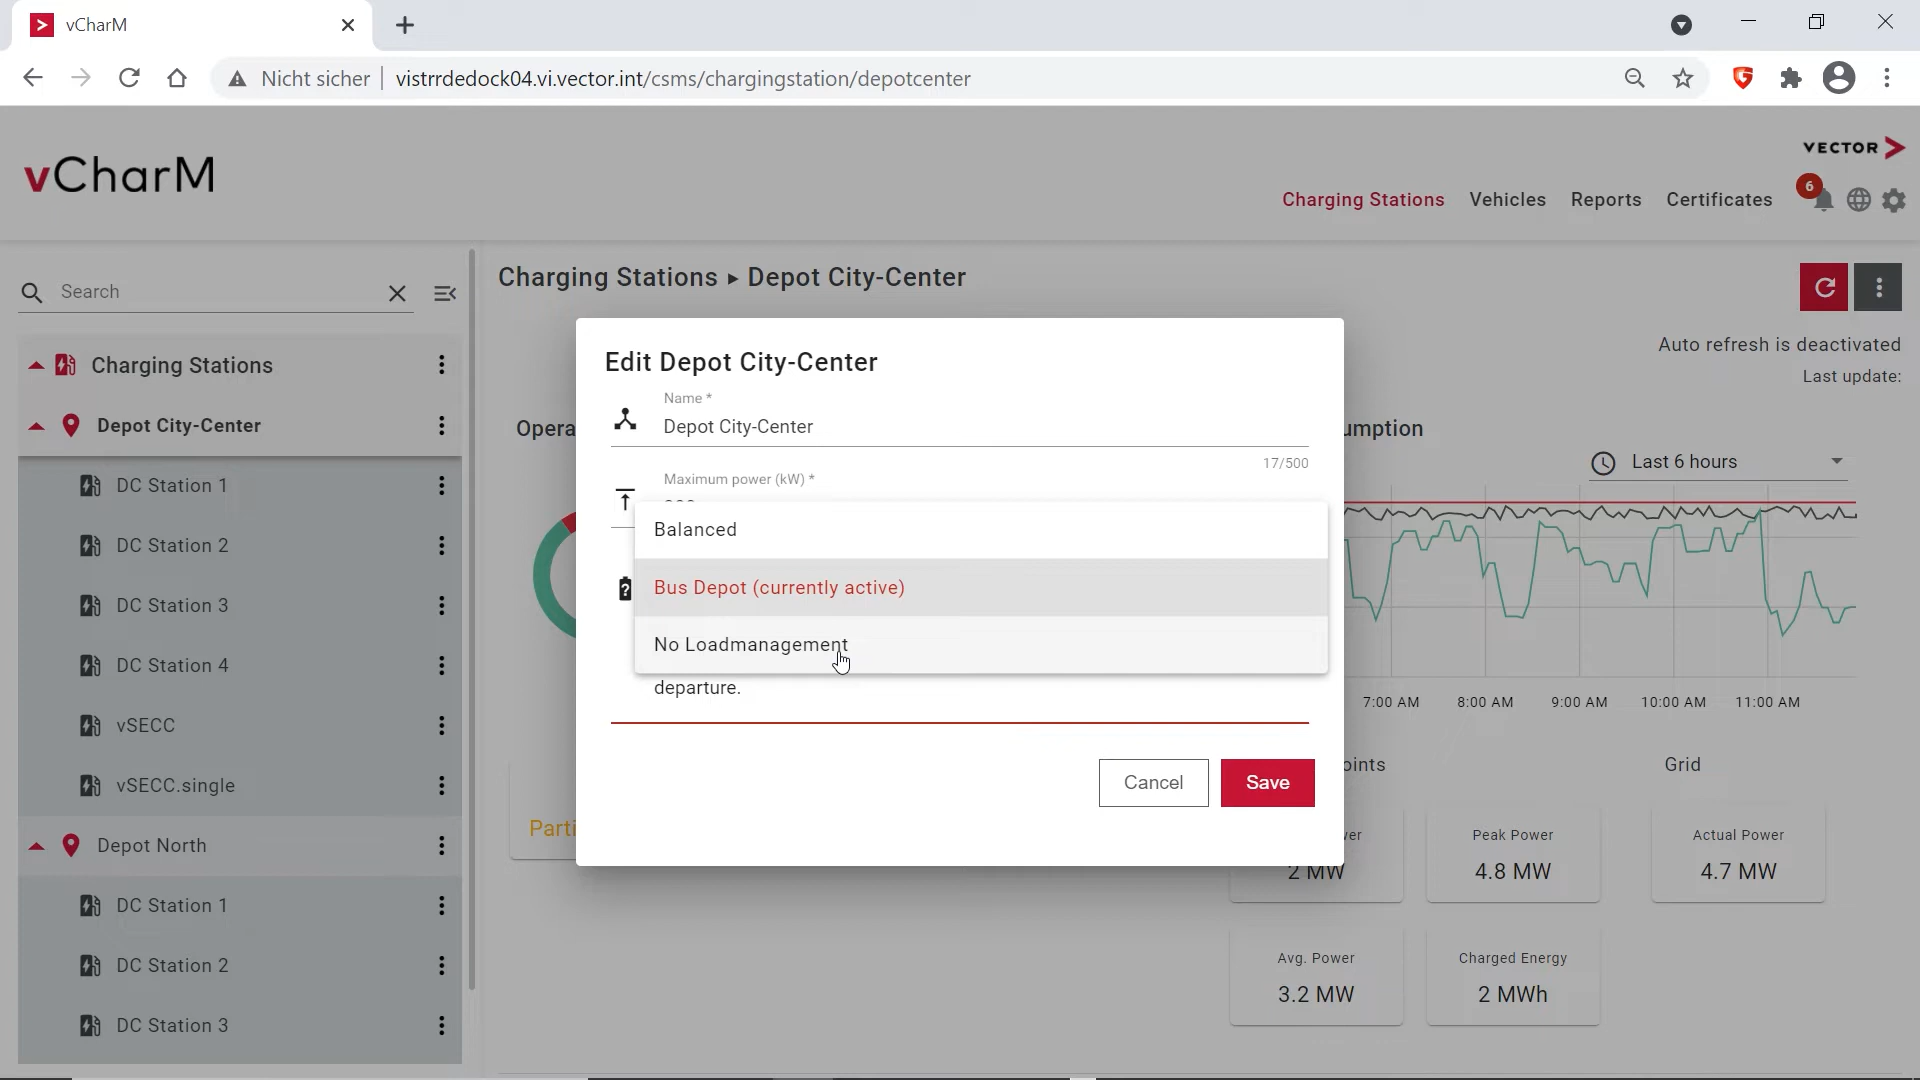 vCharM
Nicht sicher
vistrrdedock04.vi.vector.int/csms/chargingstation/depotcenter
VECTOR
vCharM
Charging Stations
Vehicles
Reports
Certificates
6
Search
Charging Stations ▸ Depot City-Center
Auto refresh is deactivated
Last update:
Charging Stations
Depot City-Center
DC Station 1
DC Station 2
DC Station 3
DC Station 4
vSECC
vSECC.single
Depot North
DC Station 1
DC Station 2
DC Station 3
Edit Depot City-Center
Name *
Depot City-Center
17/500
Maximum power (kW) *
Balanced
Bus Depot (currently active)
No Loadmanagement
departure.
Cancel
Save
Last 6 hours
7:00 AM
8:00 AM
9:00 AM
10:00 AM
11:00 AM
Grid
Peak Power
4.8 MW
Actual Power
4.7 MW
2 MW
Avg. Power
3.2 MW
Charged Energy
2 MWh